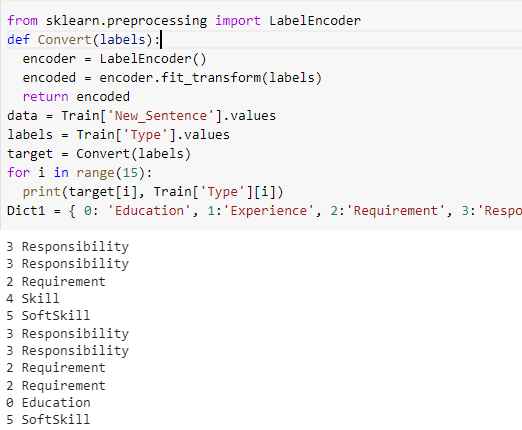 from sklearn.preprocessing import LabelEncoder
def Convert(labels):
  encoder = LabelEncoder()
  encoded = encoder.fit_transform(labels)
  return encoded
data = Train['New_Sentence'].values
labels = Train['Type'].values
target = Convert(labels)
for i in range(15):
  print(target[i], Train['Type'][i])
Dict1 = { 0: 'Education', 1:'Experience', 2:'Requirement', 3:'Respo
3 Responsibility
3 Responsibility
2 Requirement
4 Skill
5 SoftSkill
3 Responsibility
3 Responsibility
2 Requirement
2 Requirement
0 Education
5 SoftSkill